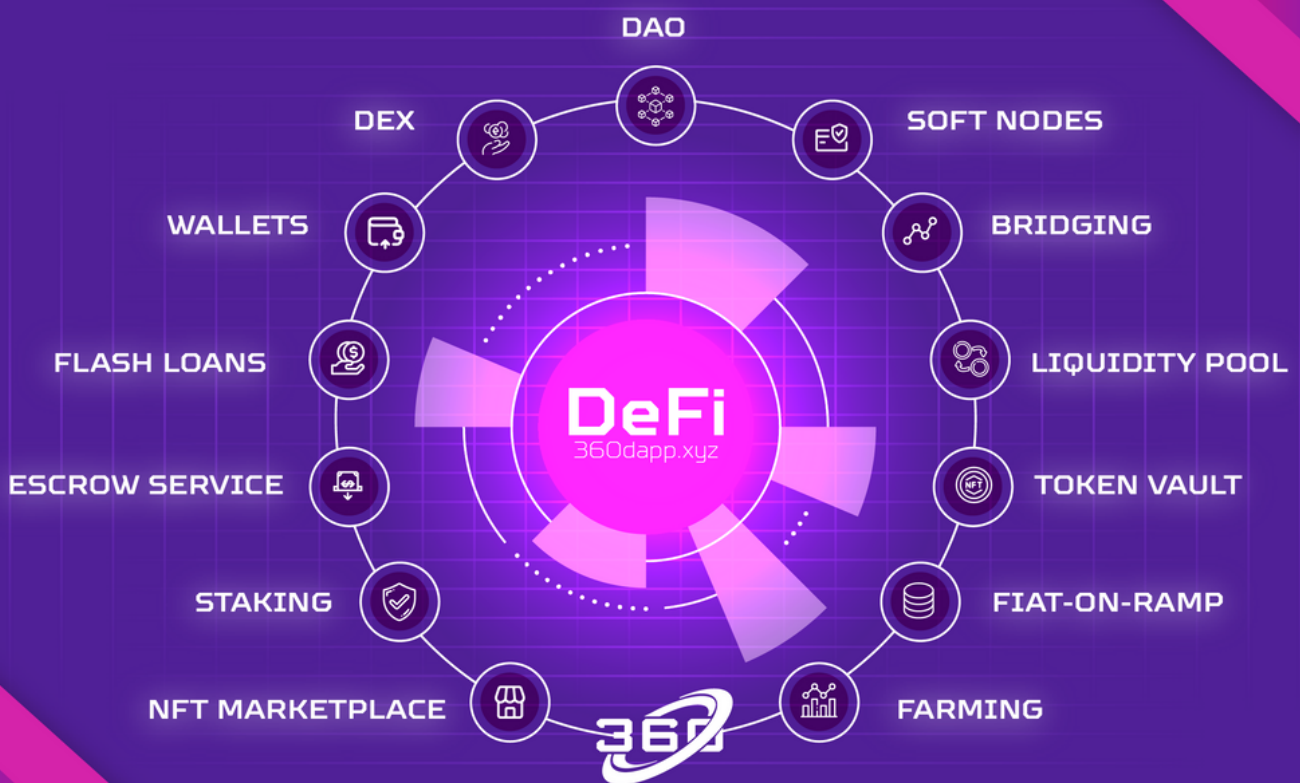 DAO
DEX
SOFT NODES
WALLETS
BRIDGING
FLASH LOANS
LIQUIDITY POOL
DeFi
360dapp.xyz
ESCROW SERVICE
TOKEN VAULT
NFT
STAKING
FIAT-ON-RAMP
NFT MARKETPLACE
FARMING
360